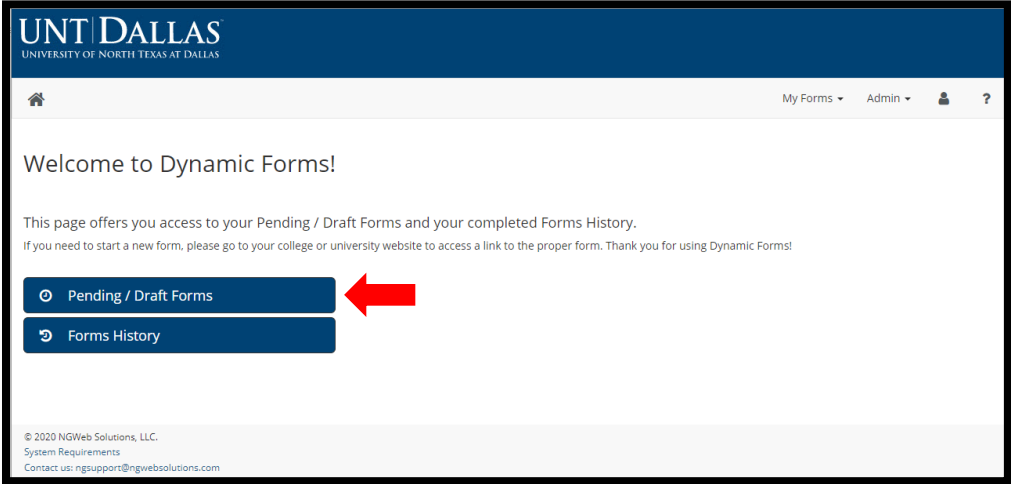 UNT DALLAS
UNIVERSITY OF NORTH TEXAS AT DALLAS
My Forms Admin ?
Welcome to Dynamic Forms!
This page offers you access to your Pending / Draft Forms and your completed Forms History.
If you need to start a new form, please go to your college or university website to access a link to the proper form. Thank you for using Dynamic Forms!
Pending / Draft Forms
Forms History
© 2020 NGWeb Solutions, LLC.
System Requirements
Contact us: ngsupport@ngwebsolutions.com